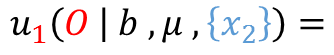 u₁(O | b , μ , {x₂}) =